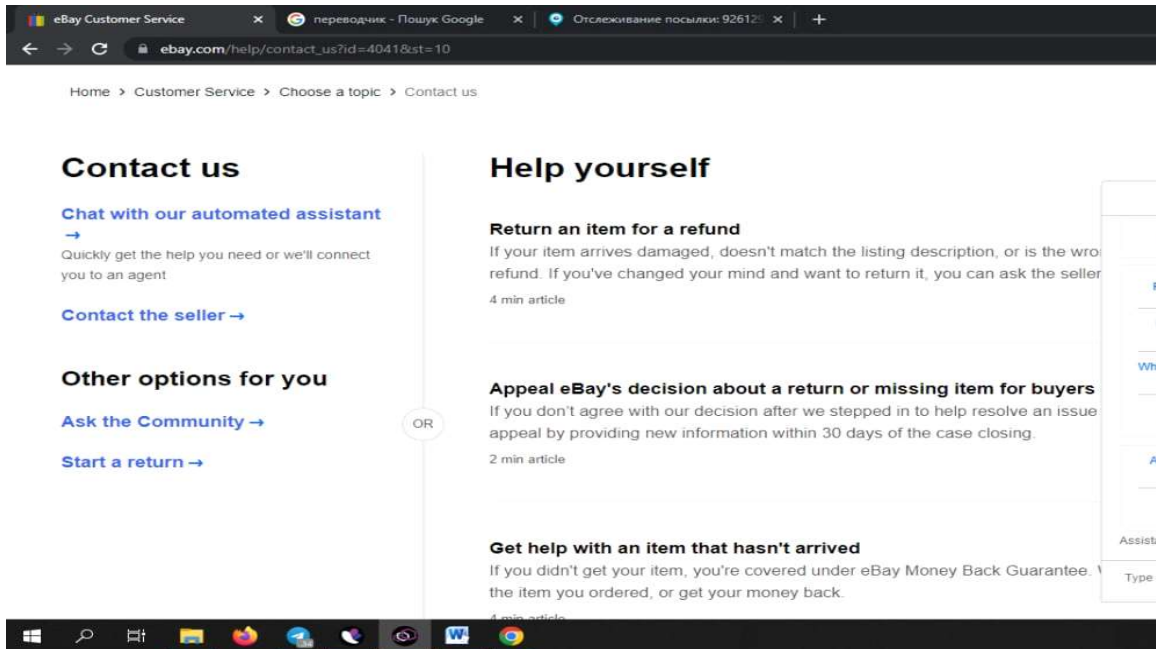 eBay Customer Service
переводчик - Пошук Google
Отслеживание посылки: 926129
ebay.com/help/contact_us?id=4041&st=10
Home > Customer Service > Choose a topic > Contact us
Contact us
Chat with our automated assistant
→
Quickly get the help you need or we'll connect
you to an agent
Contact the seller →
Other options for you
Ask the Community →
Start a return →
OR
Help yourself
Return an item for a refund
If your item arrives damaged, doesn't match the listing description, or is the
refund. If you've changed your mind and want to return it, you can ask the seller
4 min article
Appeal eBay's decision about a return or missing item for buyers
If you don't agree with our decision after we stepped in to help resolve an issue
appeal by providing new information within 30 days of the case closing.
2 min article
Get help with an item that hasn't arrived
If you didn't get your item, you're covered under eBay Money Back Guarantee.
the item you ordered, or get your money back.
4 min article
Type